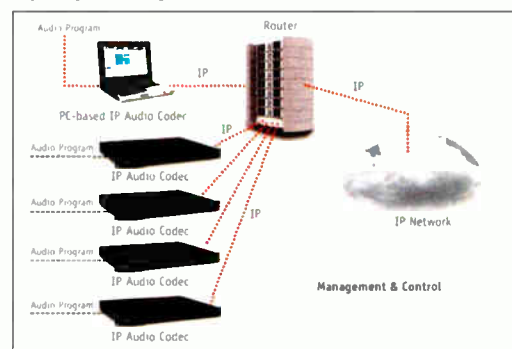 Audio Program
Router
IP
IP
PC-based IP Audio Codec
IP
Audio Program
IP Audio Codec
Audio Program
IP
IP Audio Codec
IP Network
Audio Program
IP Audio Codec
Management & Control
Audio Program
IP Audio Codec